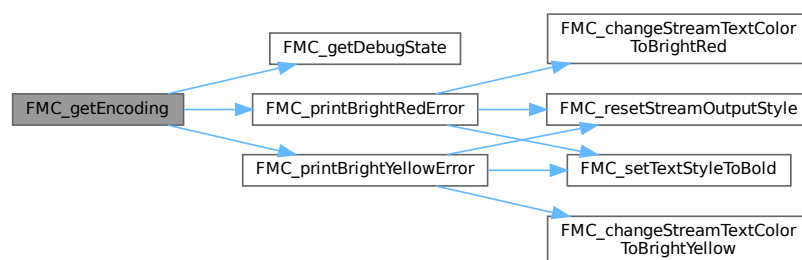 FMC_getEncoding
FMC_getDebugState
FMC_printBrightRedError
FMC_printBrightYellowError
FMC_changeStreamTextColor
ToBrightRed
FMC_resetStreamOutputStyle
FMC_setTextStyleToBold
FMC_changeStreamTextColor
ToBrightYellow